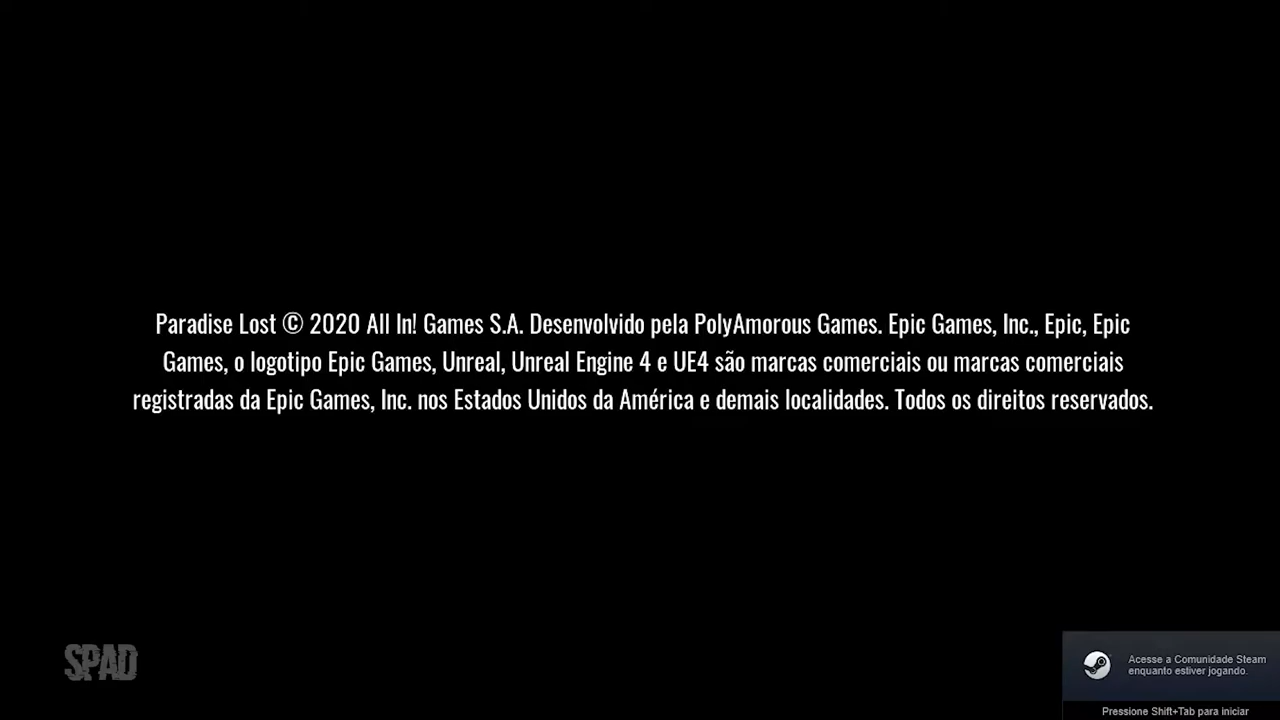 Paradise Lost © 2020 All In! Games S.A. Desenvolvido pela PolyAmorous Games. Epic Games, Inc., Epic, Epic
Games, o logotipo Epic Games, Unreal, Unreal Engine 4 e UE4 são marcas comerciais ou marcas comerciais
registradas da Epic Games, Inc. nos Estados Unidos da América e demais localidades. Todos os direitos reservados.
SPAD
Acesse a Comunidade Steam
enquanto estiver jogando.
Pressione Shift+Tab para iniciar